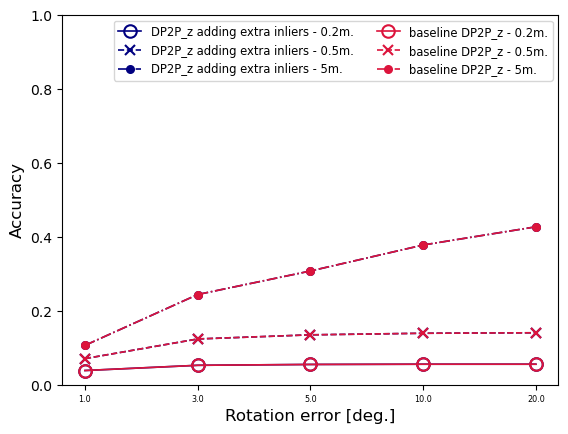 DP2P_z adding extra inliers - 0.2m.
DP2P_z adding extra inliers - 0.5m.
DP2P_z adding extra inliers - 5m.
baseline DP2P_z - 0.2m.
baseline DP2P_z - 0.5m.
baseline DP2P_z - 5m.
1.0
0.8
0.6
0.4
0.2
0.0
Accuracy
1.0 3.0 5.0 10.0 20.0
Rotation error [deg.]